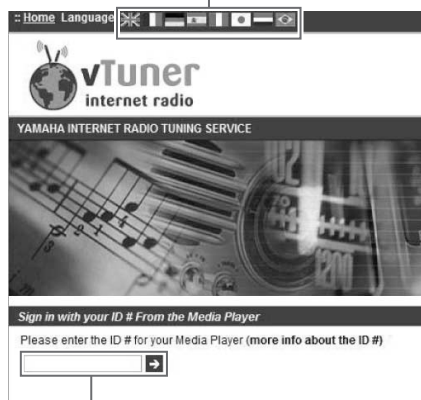 :: Home Language
vTuner
internet radio
YAMAHA INTERNET RADIO TUNING SERVICE
Sign in with your ID # From the Media Player
Please enter the ID # for your Media Player (more info about the ID #)